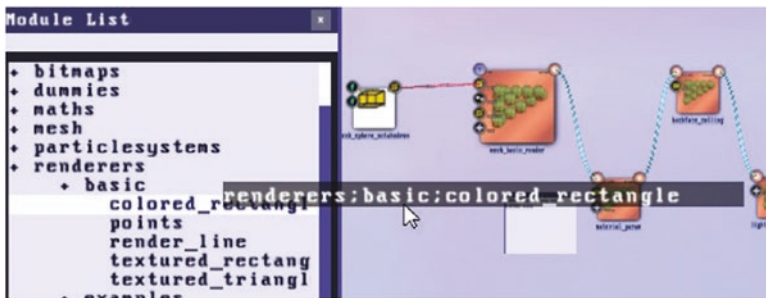 Module List
x
+ bitmaps
+ dummies
+ maths
+ mesh
+ particlesystems
+ renderers
+ basic
colored_rectangl
renderers;basic;colored_rectangle
points
render_line
textured_rectang
textured_triangl
+ examples
mesh_basic_render
backface_culling